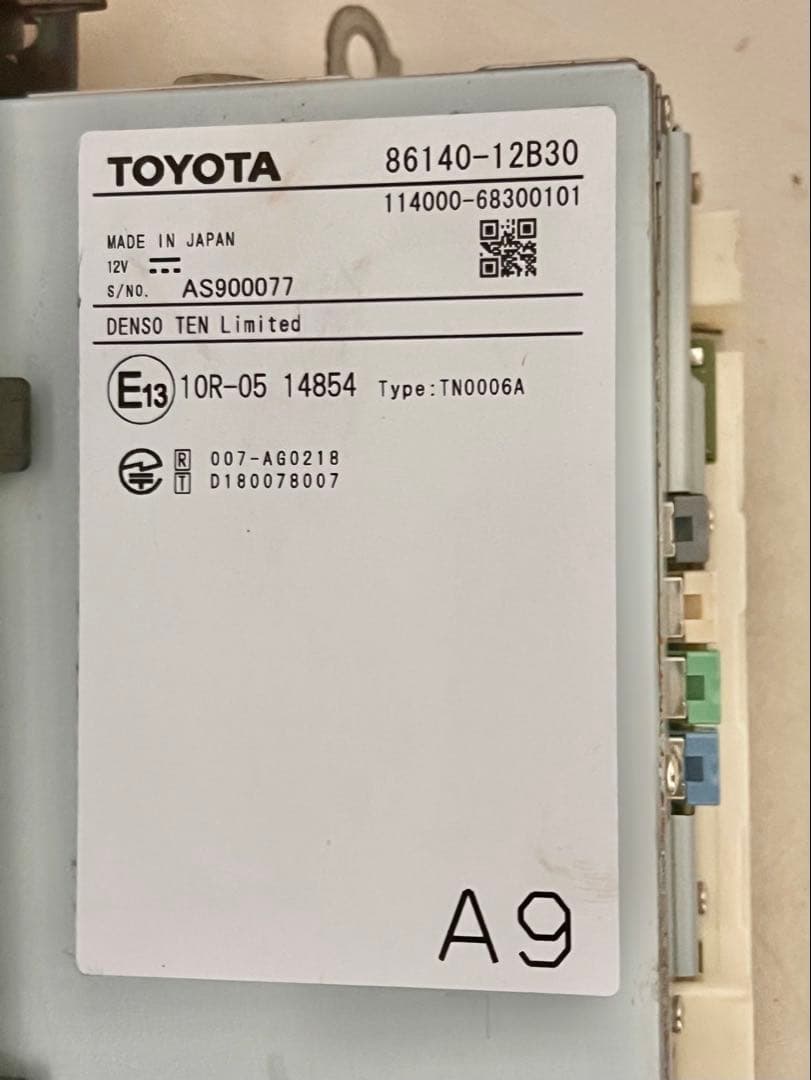 TOYOTA 86140-12B30
114000-68300101
MADE IN JAPAN
12V
S/NO. AS900077
DENSO TEN Limited
E13 10R-05 14854 Type:TN0006A
R 007-AG0218
T D180078007
A9